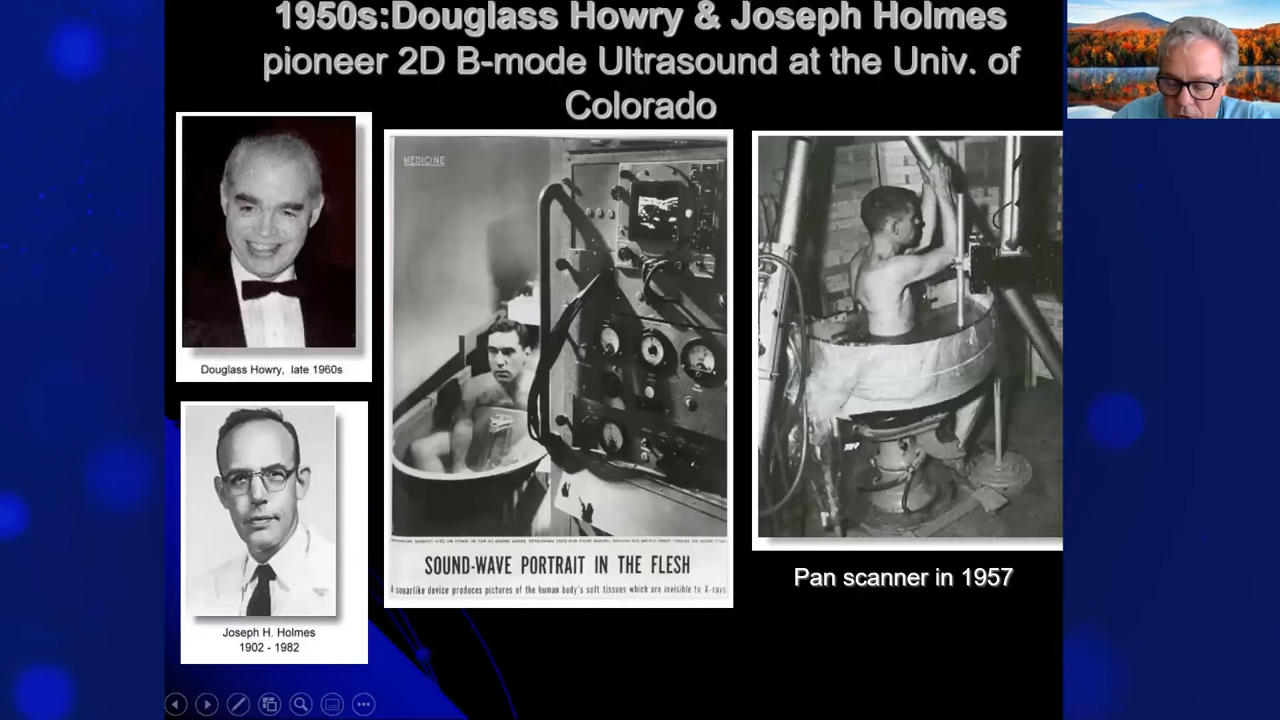 1950s:Douglass Howry & Joseph Holmes
pioneer 2D B-mode Ultrasound at the Univ. of
Colorado
Douglass Howry, late 1960s
Joseph H. Holmes
1902 - 1982
MEDICINE
SOUND-WAVE PORTRAIT IN THE FLESH
A sonarlike device produces pictures of the human body's soft tissues which are invisible to X-rays
Pan scanner in 1957